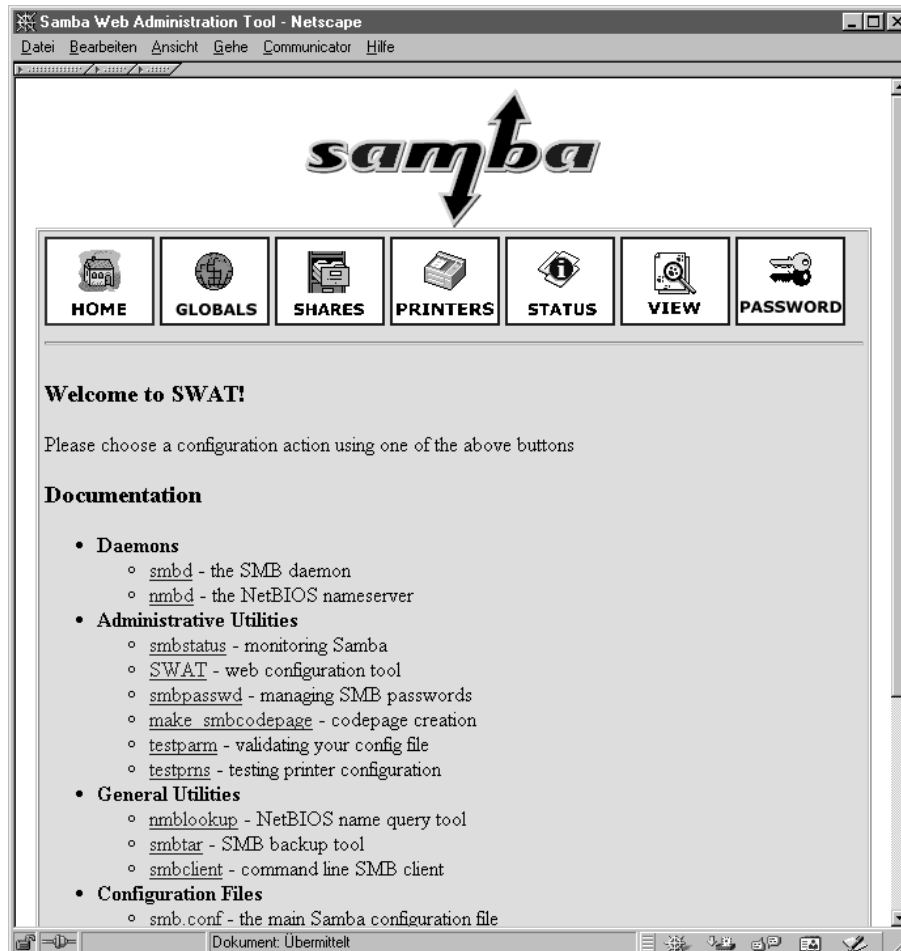 Samba Web Administration Tool - Netscape
Datei Bearbeiten Ansicht Gehe Communicator Hilfe
samba
HOME GLOBALS SHARES PRINTERS STATUS VIEW PASSWORD
Welcome to SWAT!
Please choose a configuration action using one of the above buttons
Documentation
• Daemons
◦ smbd - the SMB daemon
◦ nmbd - the NetBIOS nameserver
• Administrative Utilities
◦ smbstatus - monitoring Samba
◦ SWAT - web configuration tool
◦ smbpasswd - managing SMB passwords
◦ make_smbcodepage - codepage creation
◦ testparm - validating your config file
◦ testprns - testing printer configuration
• General Utilities
◦ nmblookup - NetBIOS name query tool
◦ smbtar - SMB backup tool
◦ smbclient - command line SMB client
• Configuration Files
◦ smb.conf - the main Samba configuration file
Dokument: Übermittelt